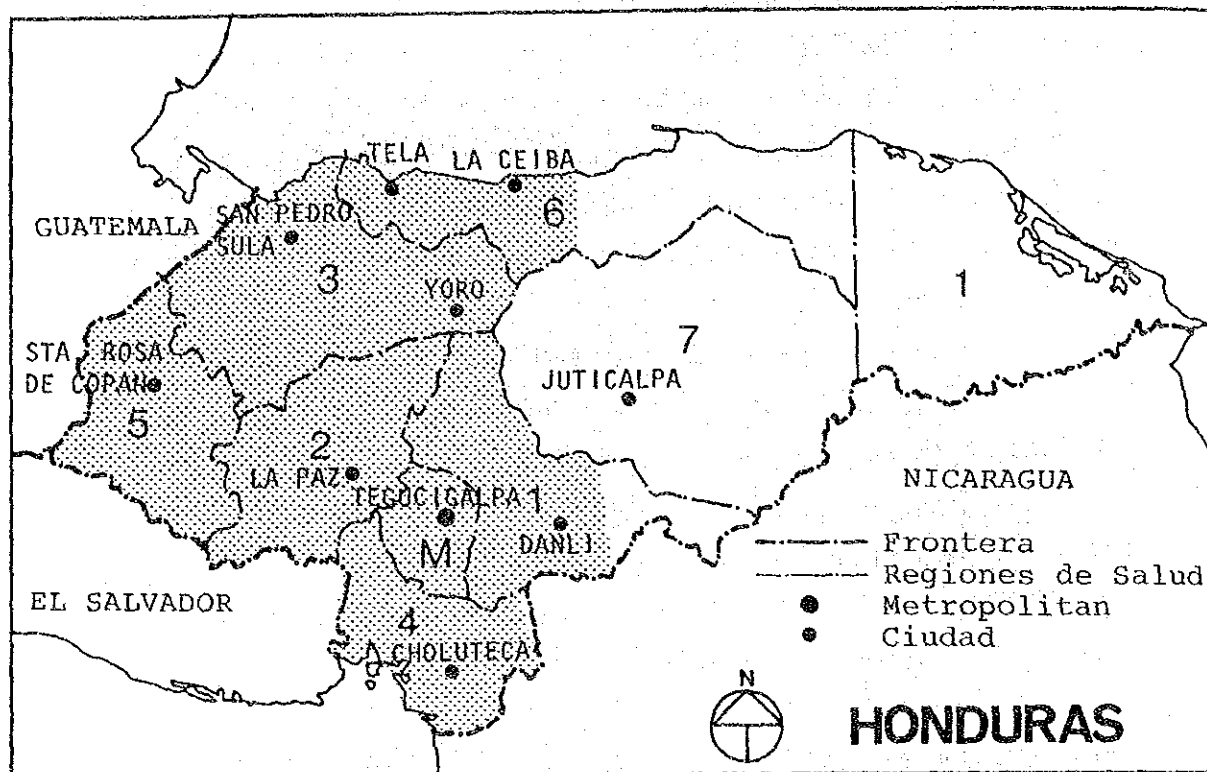 TELA
LA CEIBA
6
GUATEMALA
SAN PEDRO
SULA
3
YORO
1
7
STA ROSA
DE COPAN
JUTICALPA
5
2
LA PAZ
TEGUCIGALPA
1
NICARAGUA
M
DANLI
Frontera
Regiones de Salud
EL SALVADOR
Metropolitan
4
Ciudad
CHOLUTECA
N
HONDURAS